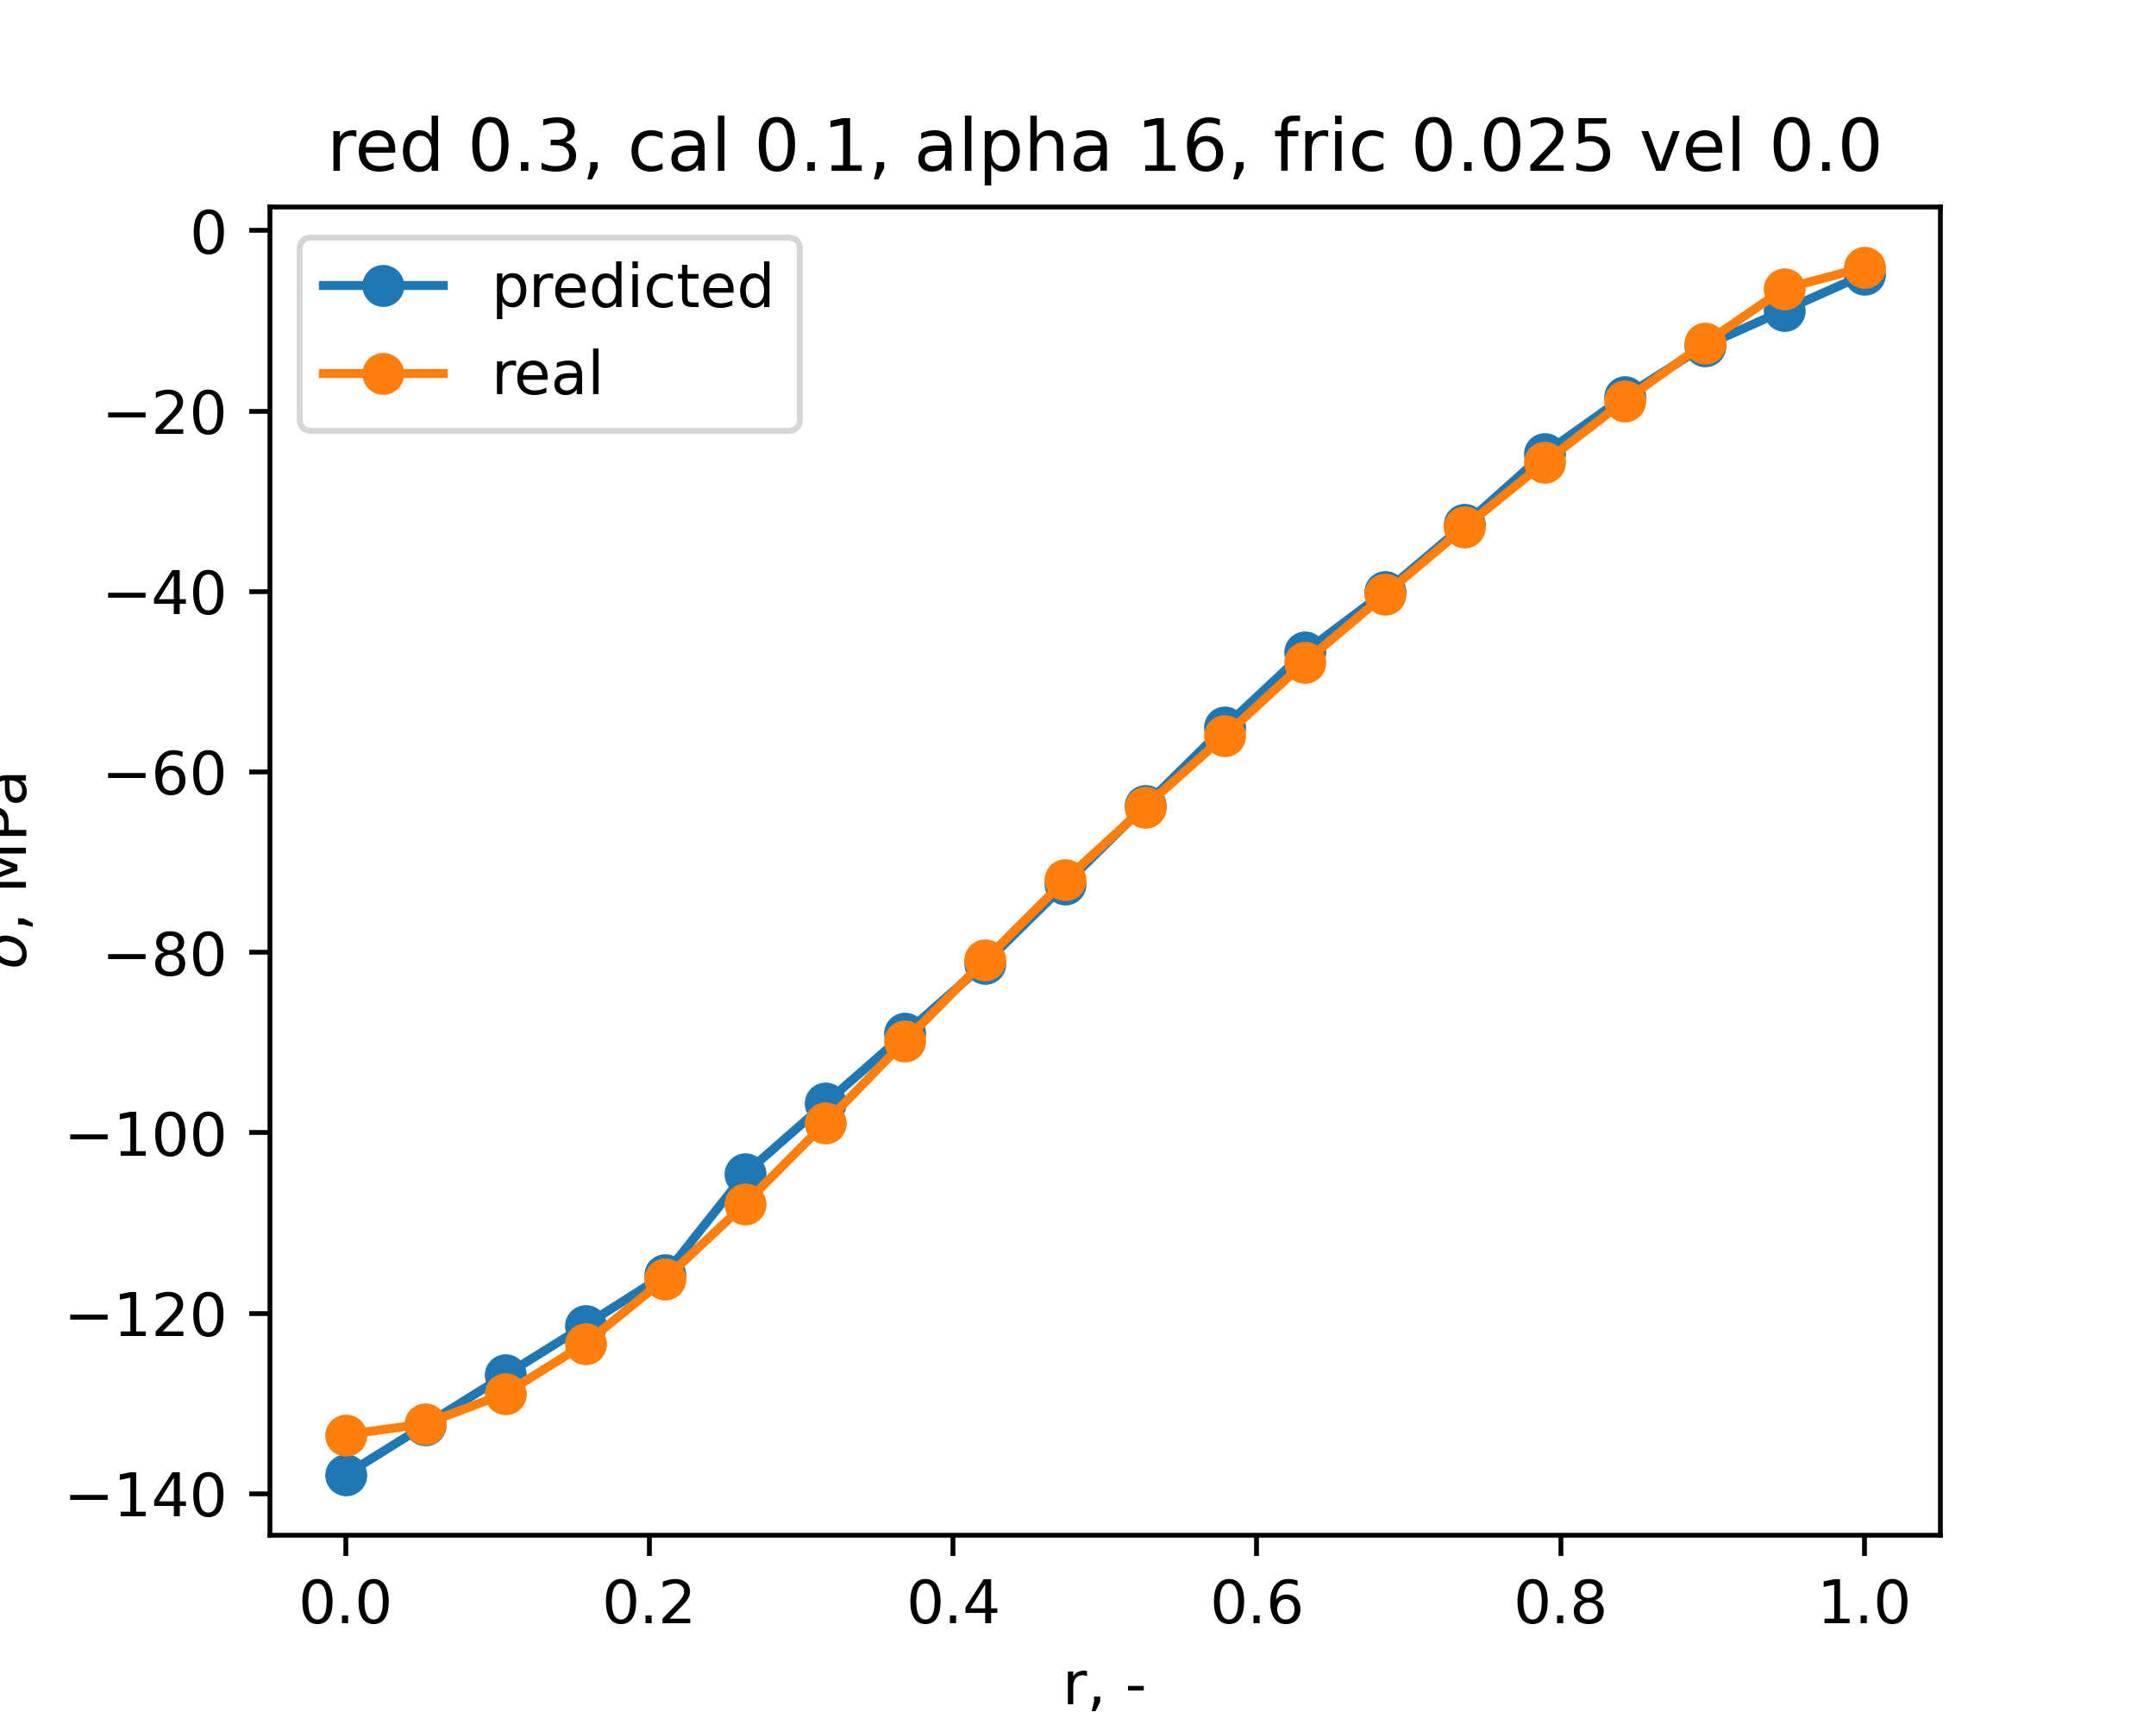 red 0.3, cal 0.1, alpha 16, fric 0.025 vel 0.0
predicted
real
0
−20
−40
−60
−80
−100
−120
−140
σ, MPa
0.0 0.2 0.4 0.6 0.8 1.0
r, -